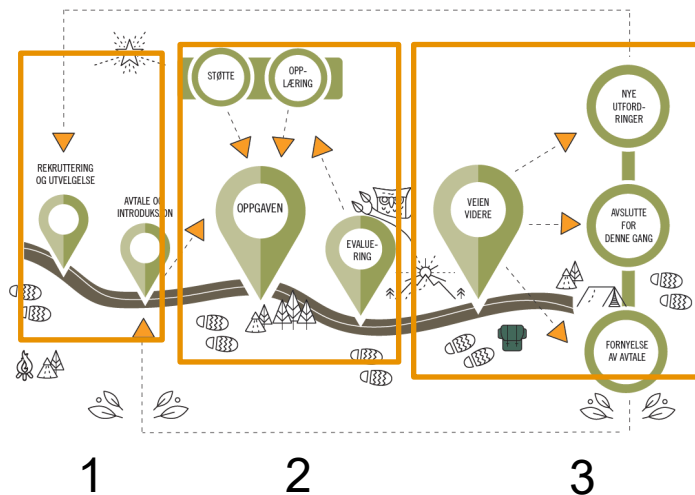 REKRUTTERING
OG UTVELGELSE
AVTALE OG
INTRODUKSJON
STØTTE
OPP-
LÆRING
OPPGAVEN
EVALUE-
RING
VEIEN
VIDERE
NYE
UTFORD-
RINGER
AVSLUTTE
FOR
DENNE GANG
FORNYELSE
AV AVTALE
1
2
3